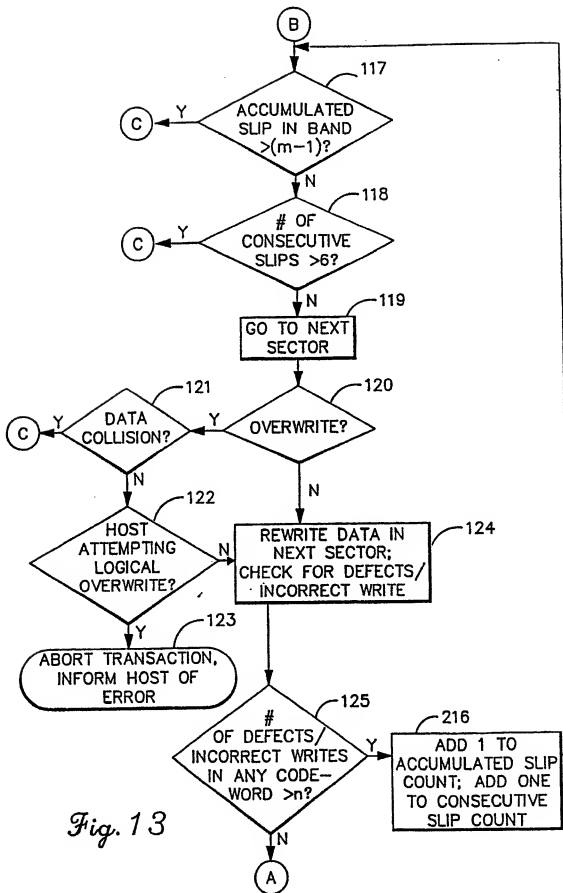 B
117
ACCUMULATED
SLIP IN BAND
>(m-1)?
Y
C
N
118
# OF
CONSECUTIVE
SLIPS >6?
Y
C
N
119
GO TO NEXT
SECTOR
120
OVERWRITE?
Y
N
121
DATA
COLLISION?
Y
C
N
122
HOST
ATTEMPTING
LOGICAL
OVERWRITE?
N
Y
123
ABORT TRANSACTION,
INFORM HOST OF
ERROR
124
REWRITE DATA IN
NEXT SECTOR;
CHECK FOR DEFECTS/
INCORRECT WRITE
125
#
OF DEFECTS/
INCORRECT WRITES
IN ANY CODE-
WORD >n?
Y
N
216
ADD 1 TO
ACCUMULATED SLIP
COUNT; ADD ONE
TO CONSECUTIVE
SLIP COUNT
A
Fig. 13